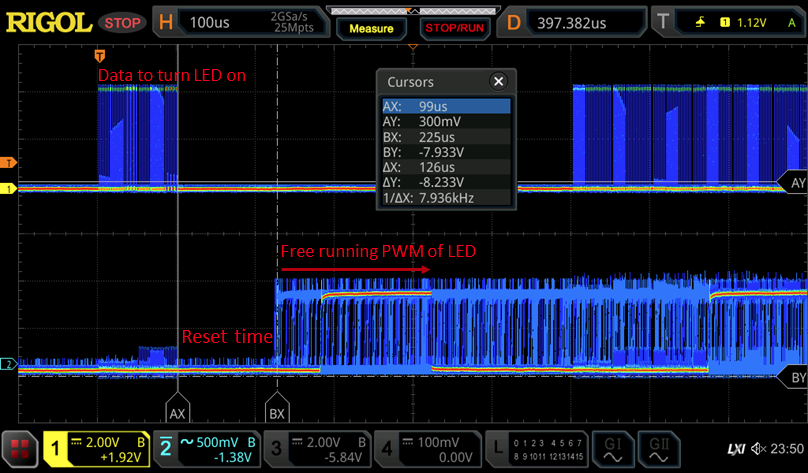 RIGOL STOP H 100us 2GSa/s 25Mpts Measure STOP/RUN D 397.382us T 1 1.12V A
T
Data to turn LED on
Cursors
AX: 99us
AY: 300mV
BX: 225us
BY: -7.933V
ΔX: 126us
ΔY: -8.233V
1/ΔX: 7.936kHz
T
1
AY
Free running PWM of LED
Reset time
2
BY
AX BX
1 2.00V B +1.92V 2 500mV B -1.38V 3 2.00V B -5.84V 4 100mV 0.00V L 0 1 2 3 4 5 6 7 8 9 10 11 12 13 14 15 GI GII LXI 23:50